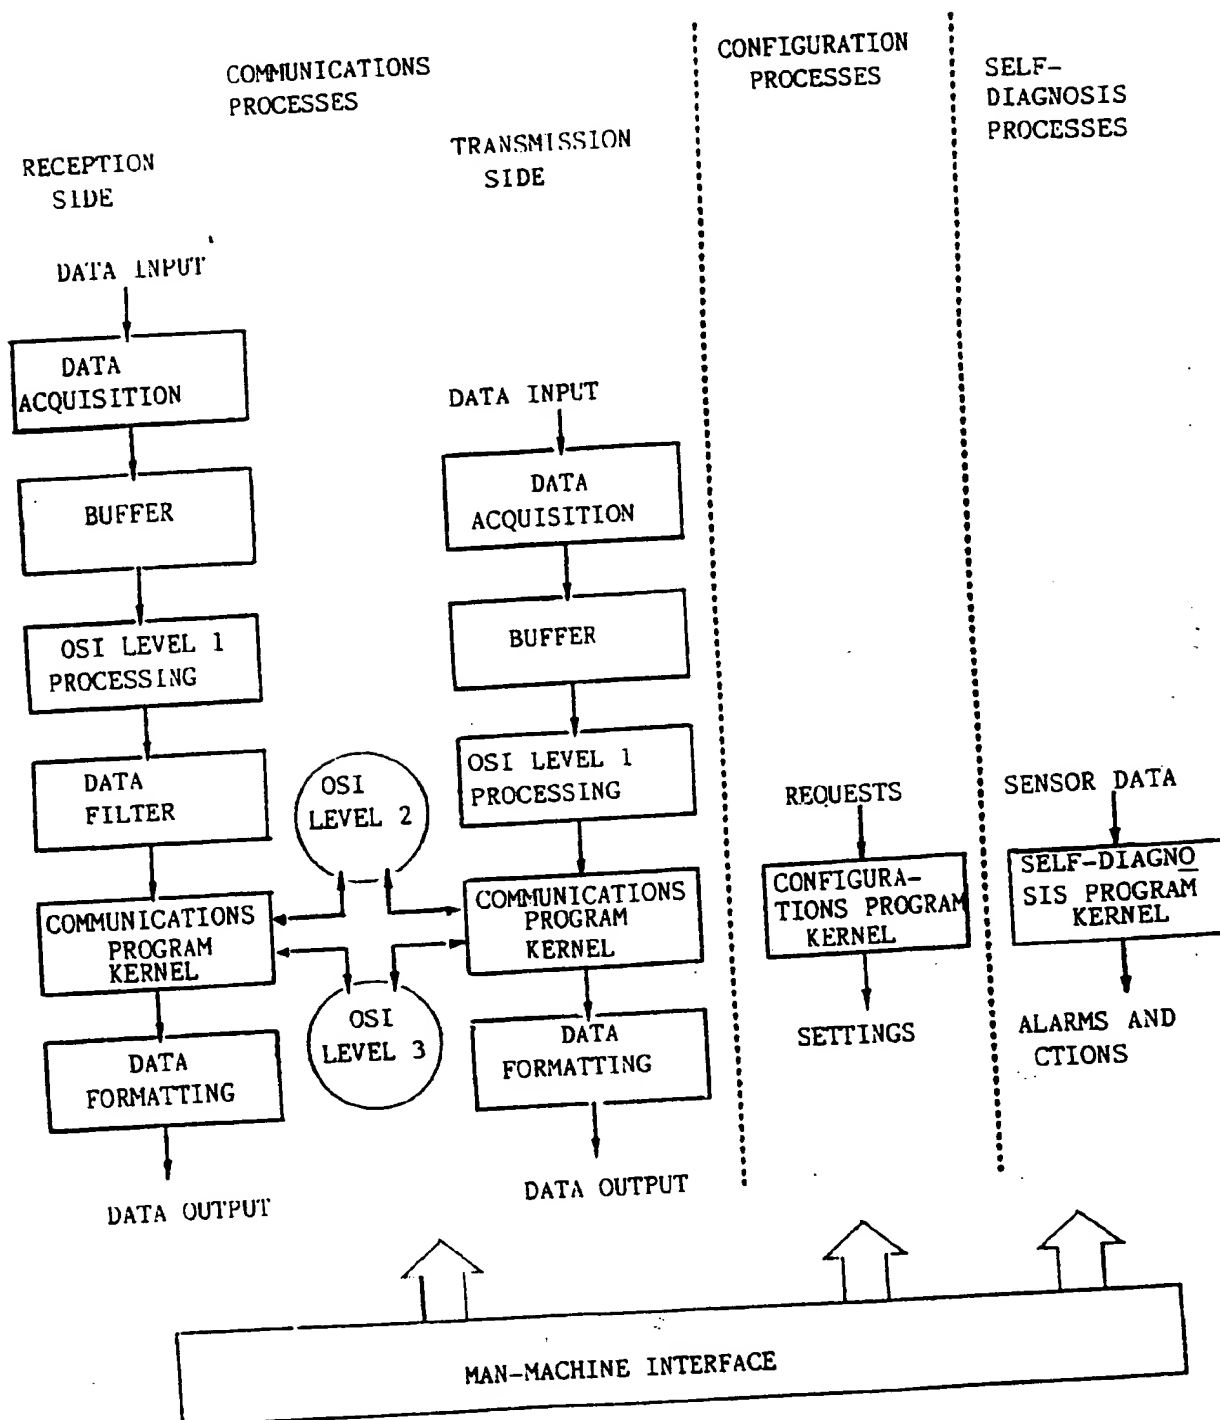 COMMUNICATIONS
PROCESSES
CONFIGURATION
PROCESSES
SELF-
DIAGNOSIS
PROCESSES
RECEPTION
SIDE
TRANSMISSION
SIDE
DATA INPUT
DATA
ACQUISITION
BUFFER
OSI LEVEL 1
PROCESSING
DATA
FILTER
COMMUNICATIONS
PROGRAM
KERNEL
DATA
FORMATTING
DATA OUTPUT
OSI
LEVEL 2
OSI
LEVEL 3
DATA INPUT
DATA
ACQUISITION
BUFFER
OSI LEVEL 1
PROCESSING
COMMUNICATIONS
PROGRAM
KERNEL
DATA
FORMATTING
DATA OUTPUT
REQUESTS
CONFIGURA-
TIONS PROGRAM
KERNEL
SETTINGS
SENSOR DATA
SELF-DIAGNO
SIS PROGRAM
KERNEL
ALARMS AND
CTIONS
MAN-MACHINE INTERFACE